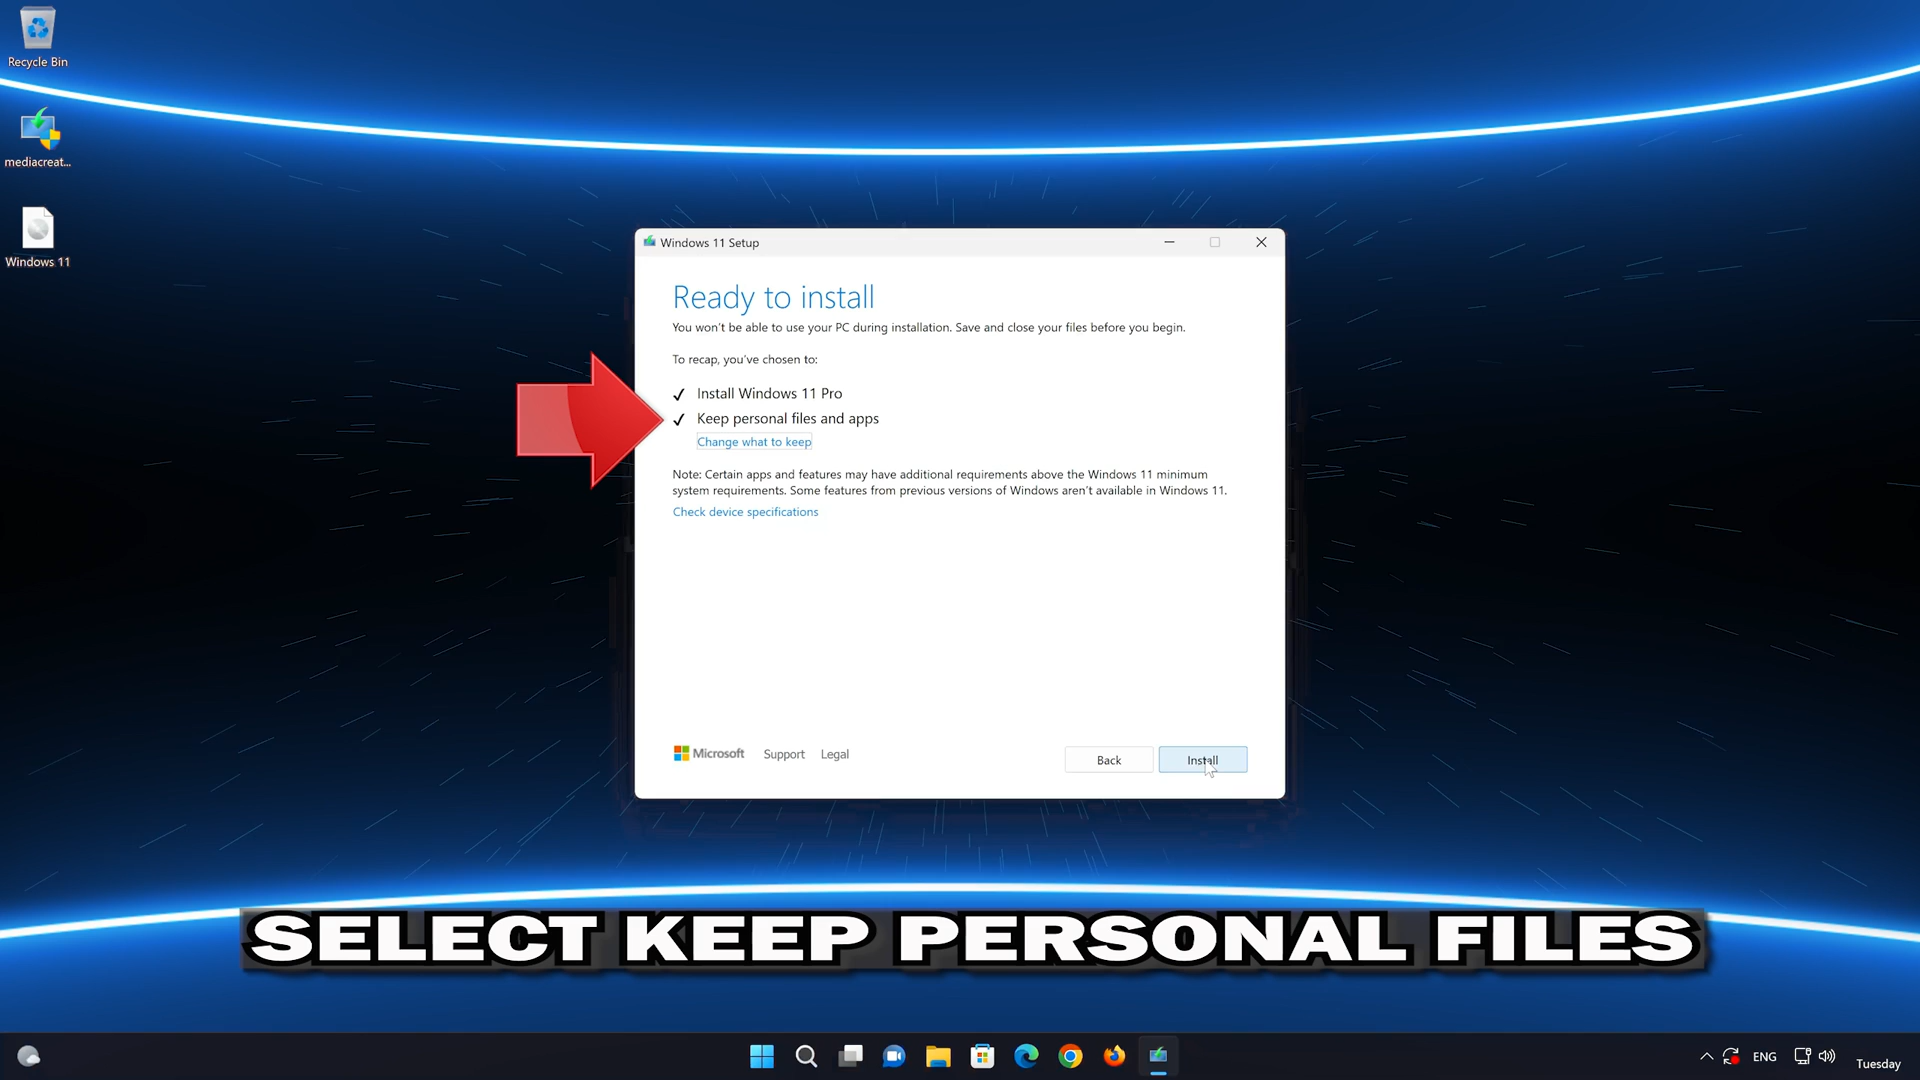 Recycle Bin
mediacreat...
Windows 11
Windows 11 Setup
Ready to install
You won't be able to use your PC during installation. Save and close your files before you begin.
To recap, you've chosen to:
Install Windows 11 Pro
Keep personal files and apps
Change what to keep
Note: Certain apps and features may have additional requirements above the Windows 11 minimum
system requirements. Some features from previous versions of Windows aren't available in Windows 11.
Check device specifications
Microsoft Support Legal
Back Install
SELECT KEEP PERSONAL FILES
ENG
Tuesday